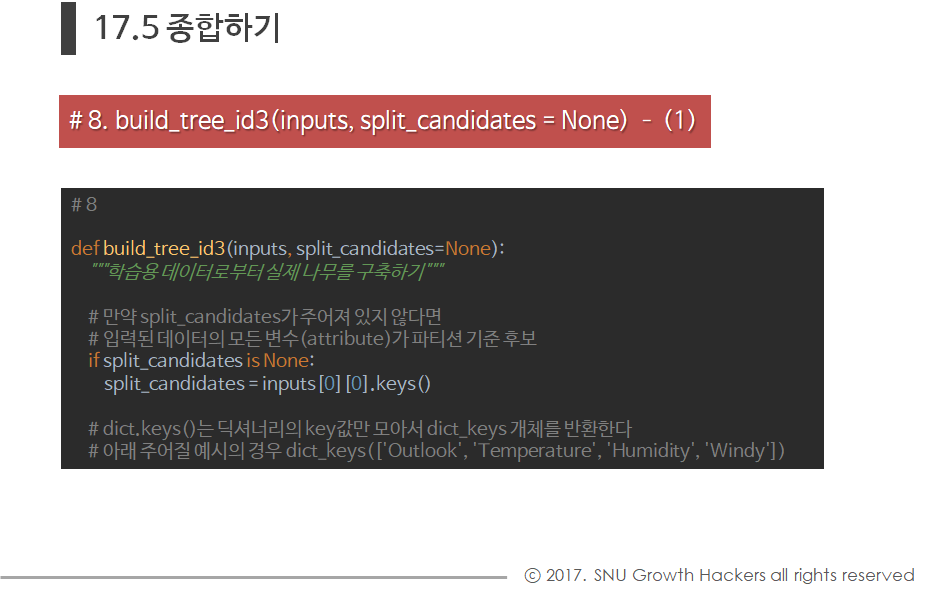 17.5 종합하기
# 8. build_tree_id3(inputs, split_candidates = None) - (1)
# 8
def build_tree_id3(inputs, split_candidates=None):
"""학습용 데이터로부터 실제 나무를 구축하기"""
# 만약 split_candidates가 주어져 있지 않다면
# 입력된 데이터의 모든 변수(attribute)가 파티션 기준 후보
if split_candidates is None:
split_candidates = inputs[0][0].keys()
# dict.keys()는 딕셔너리의 key값만 모아서 dict_keys 개체를 반환한다
# 아래 주어질 예시의 경우 dict_keys(['Outlook', 'Temperature', 'Humidity', 'Windy'])
ⓒ 2017. SNU Growth Hackers all rights reserved